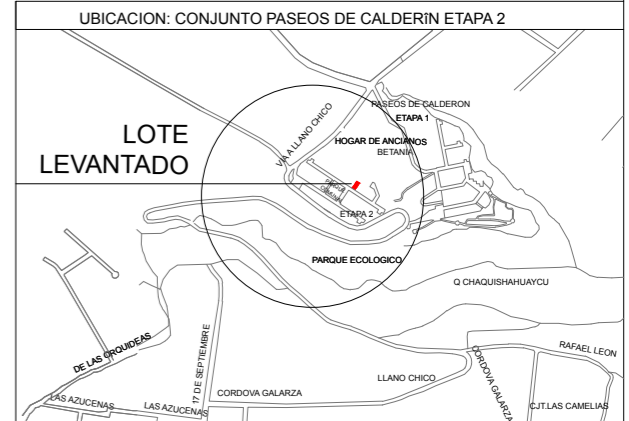 UBICACION: CONJUNTO PASEOS DE CALDERîN ETAPA 2
PASEOS DE CALDERON
ETAPA 1
VIA A LLANO CHICO
LOTE
LEVANTADO
HOGAR DE ANCIANOS
BETANIA
ETAPA 2
PARQUE ECOLOGICO
Q CHAQUISHAHUAYCU
DE LAS ORQUIDEAS
17 DE SEPTIEMBRE
RAFAEL LEON
LLANO CHICO
CORDOVA GALARZA
CORDOVA GALARZA
LAS AZUCENAS
LAS AZUCENAS
CJT.LAS CAMELIAS